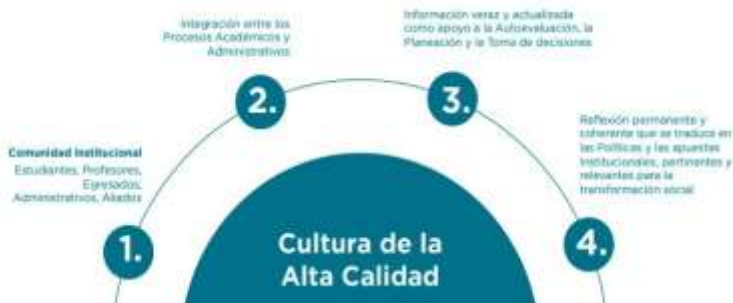 Comunidad Institucional
Estudiantes, Profesores,
Egresados,
Administrativos, Aliados
1.
Integración entre los
Procesos Académicos y
Administrativos
2.
Información veraz y actualizada
como apoyo a la Autoevaluación, la
Planeación y la Toma de decisiones
3.
Reflexión permanente y
coherente que se traduce en
las Políticas y las apuestas
Institucionales, pertinentes y
relevantes para la
transformación social
4.
Cultura de la
Alta Calidad